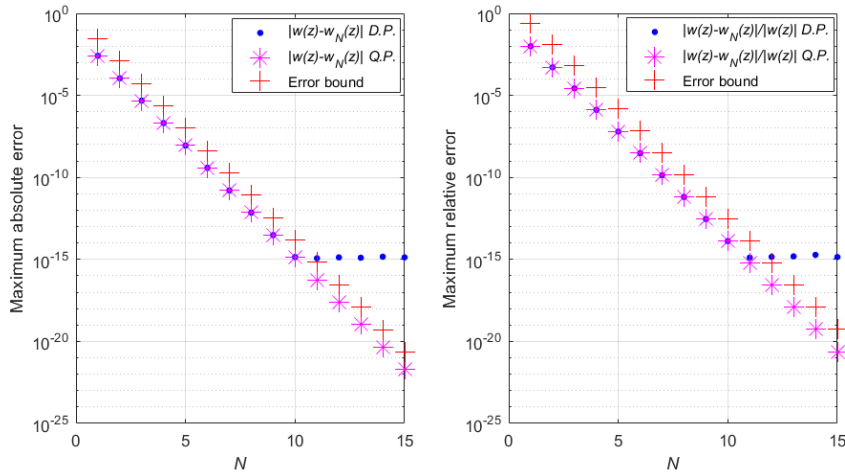 |w(z)-w_N(z)| D.P.
|w(z)-w_N(z)| Q.P.
Error bound
10^0
10^-5
10^-10
10^-15
10^-20
10^-25
Maximum absolute error
0
5
10
15
N
|w(z)-w_N(z)|/|w(z)| D.P.
|w(z)-w_N(z)|/|w(z)| Q.P.
Error bound
10^0
10^-5
10^-10
10^-15
10^-20
10^-25
Maximum relative error
0
5
10
15
N